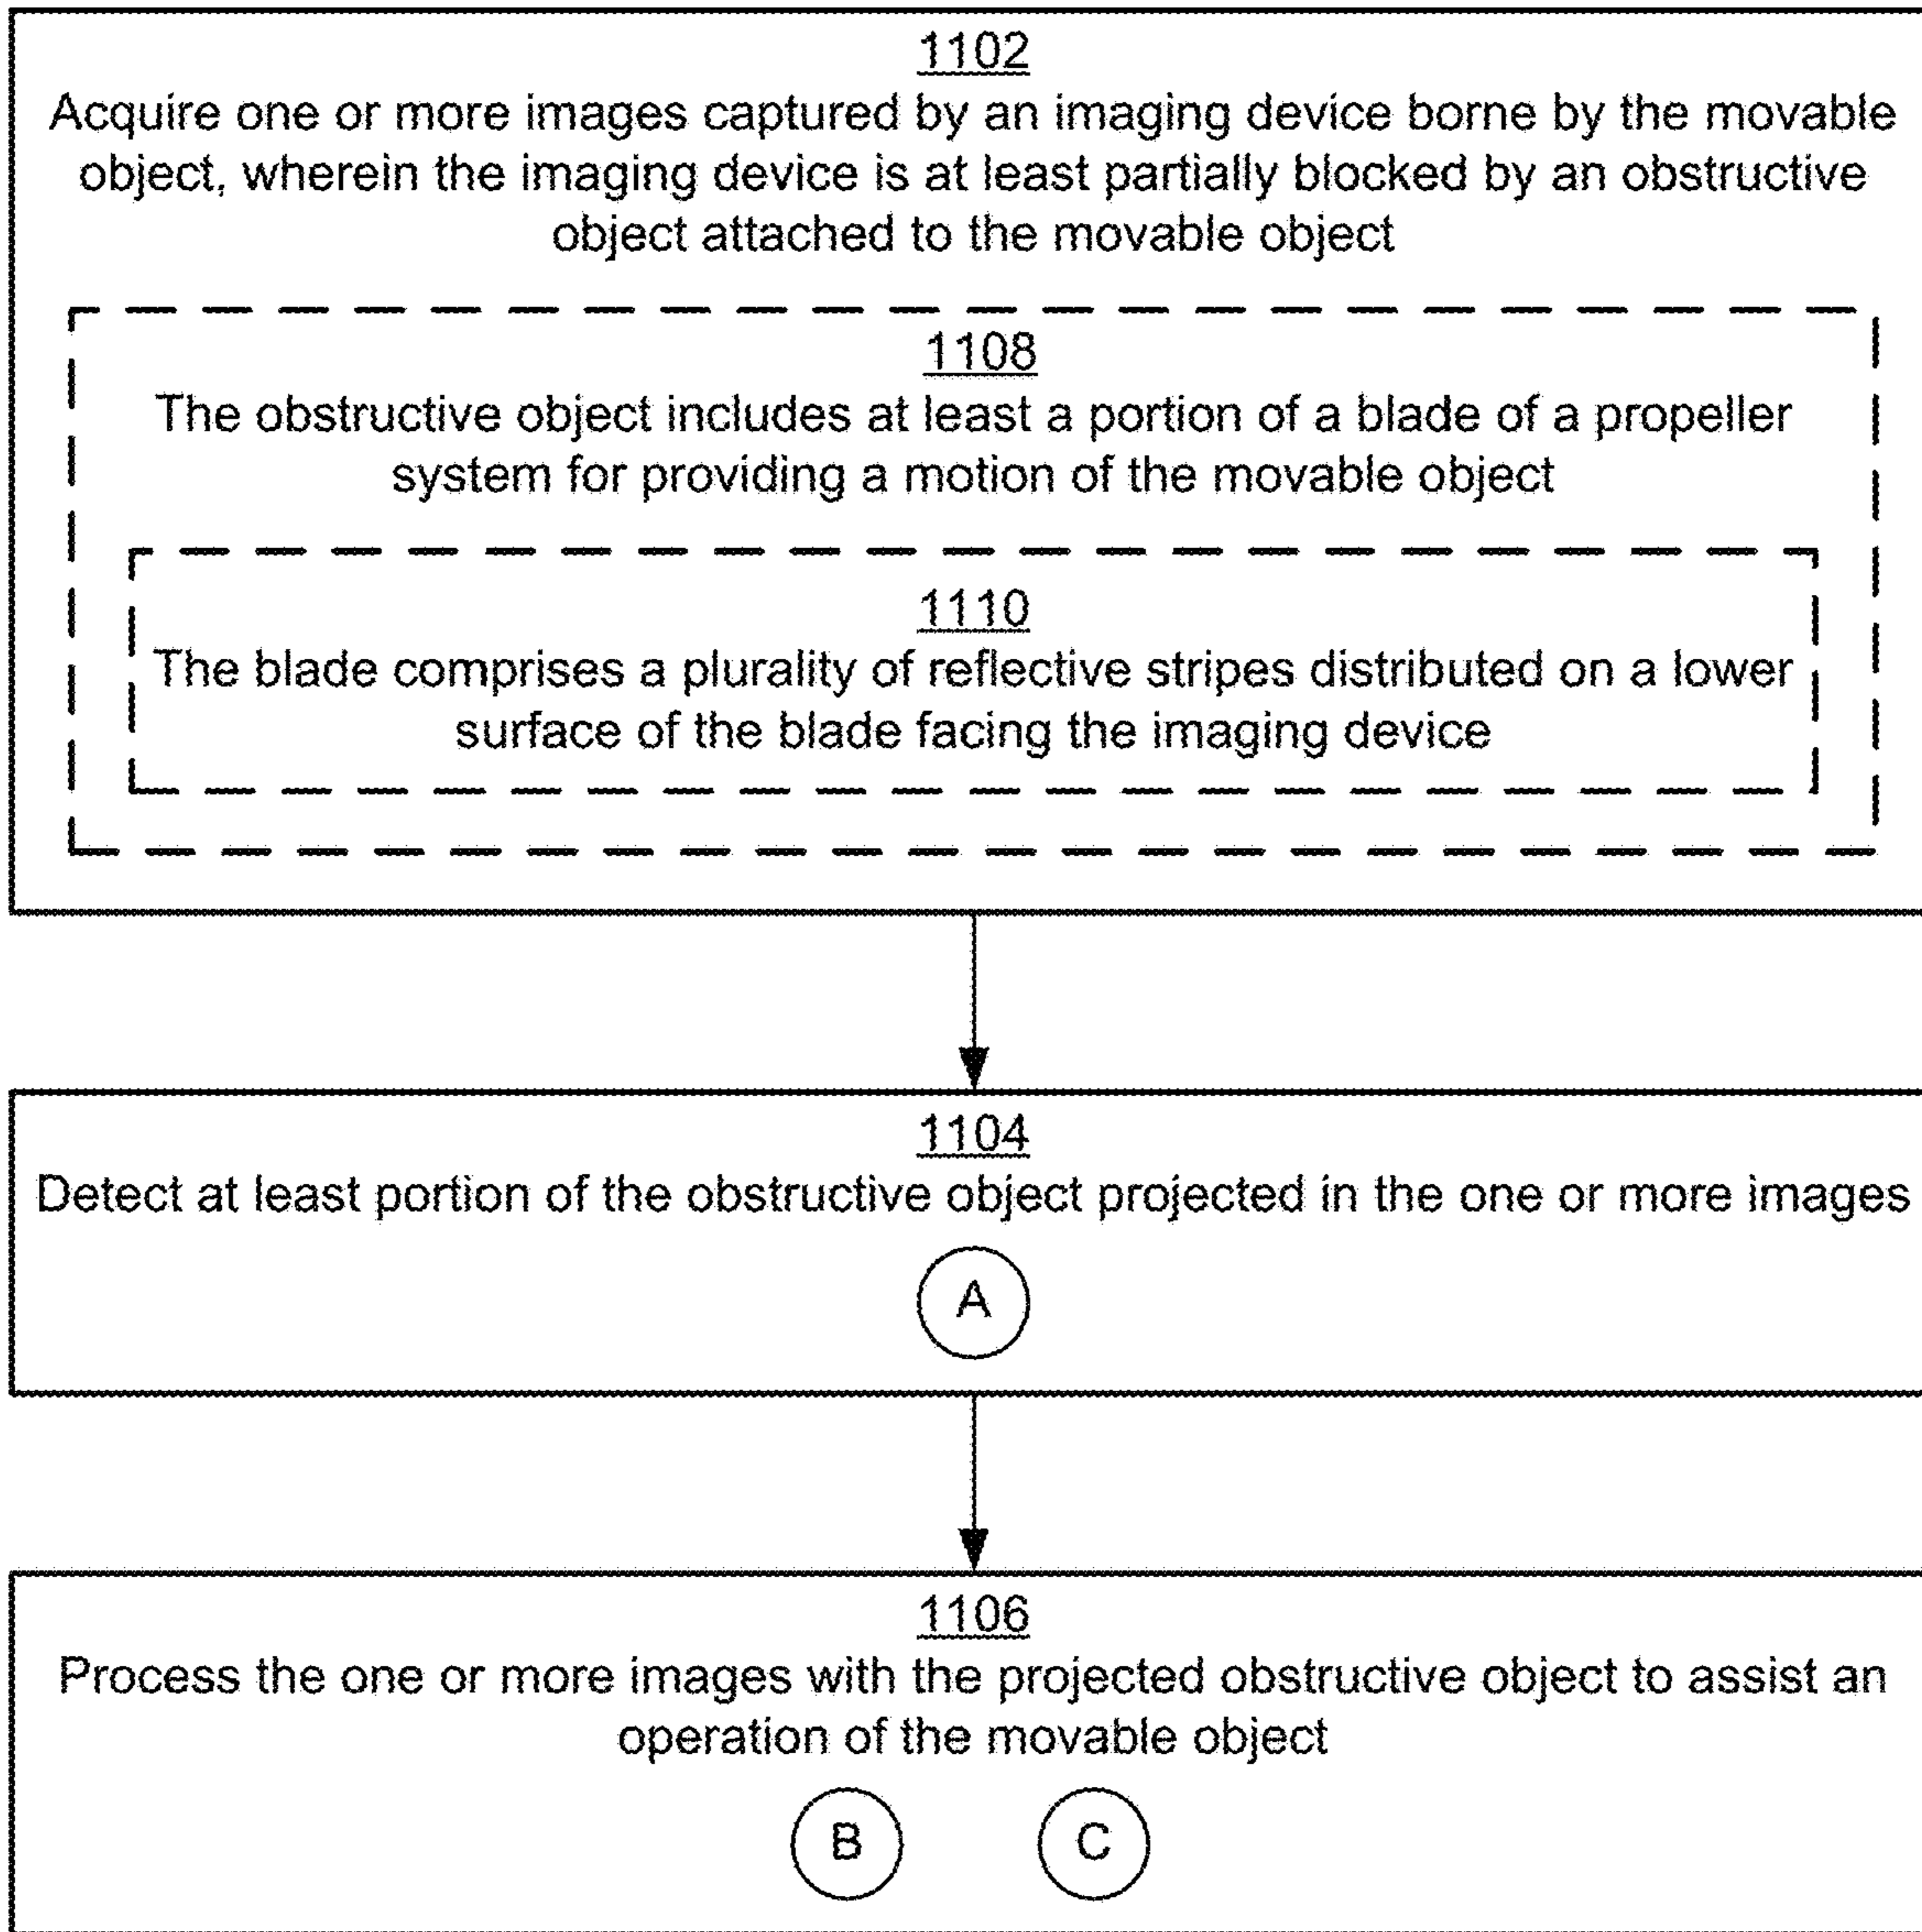 1102
Acquire one or more images captured by an imaging device borne by the movable
object, wherein the imaging device is at least partially blocked by an obstructive
object attached to the movable object
1108
The obstructive object includes at least a portion of a blade of a propeller
system for providing a motion of the movable object
1110
The blade comprises a plurality of reflective stripes distributed on a lower
surface of the blade facing the imaging device
1104
Detect at least portion of the obstructive object projected in the one or more images
A
1106
Process the one or more images with the projected obstructive object to assist an
operation of the movable object
B C